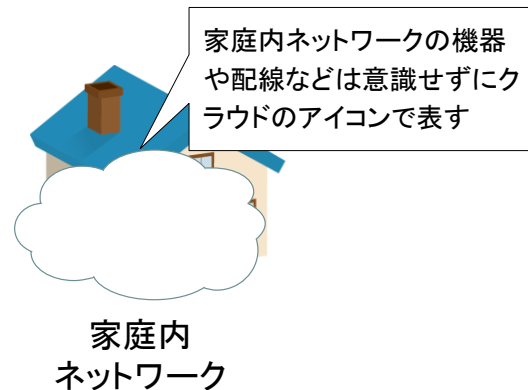 家庭内ネットワークの機器
や配線などは意識せずにク
ラウドのアイコンで表す
家庭内
ネットワーク